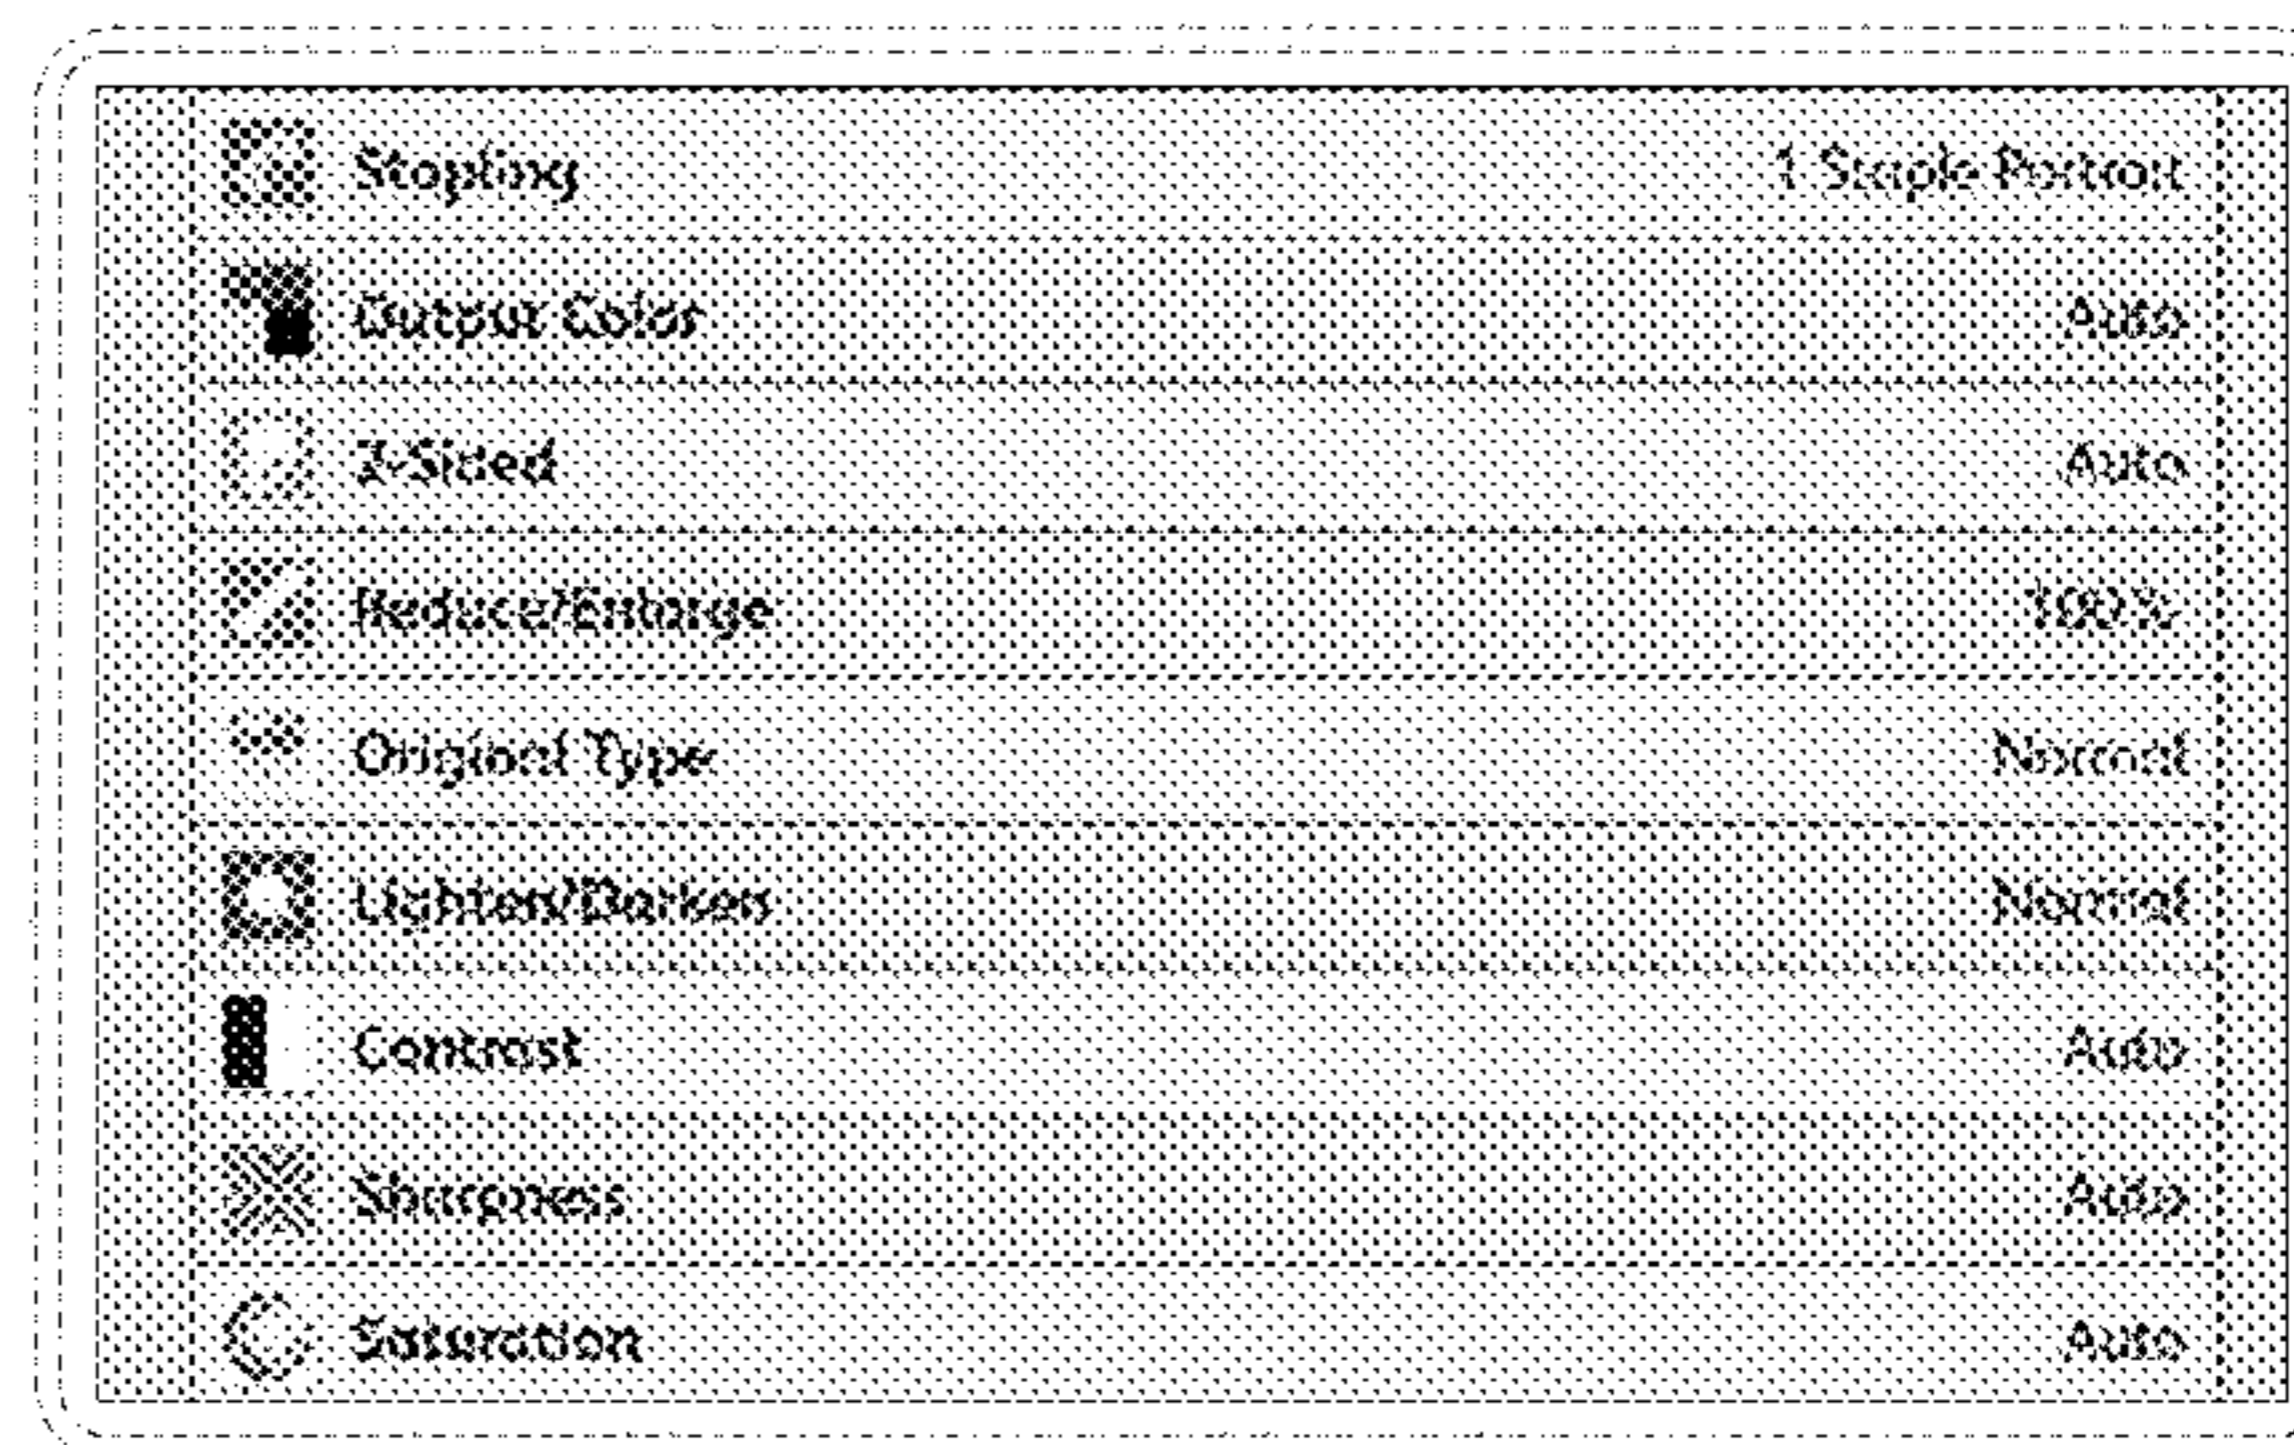 Stapling 1 Staple Portrait
Output Color Auto
2-Sided Auto
Reduce/Enlarge 100%
Original Type Normal
Lighten/Darken Normal
Contrast Auto
Sharpness Auto
Saturation Auto